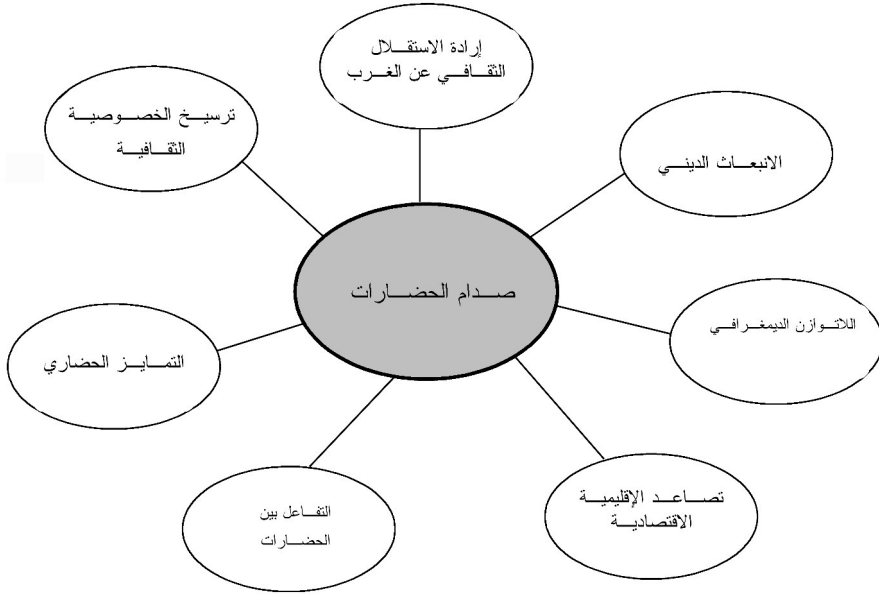 إرادة الاستقلال
الثقافي عن الغرب
ترسيخ الخصوصية
الثقافية
الانبعاث الديني
صدام الحضارات
اللاتوازن الديمغرافي
التمايز الحضاري
تصاعد الإقليمية
الاقتصادية
التفاعل بين
الحضارات